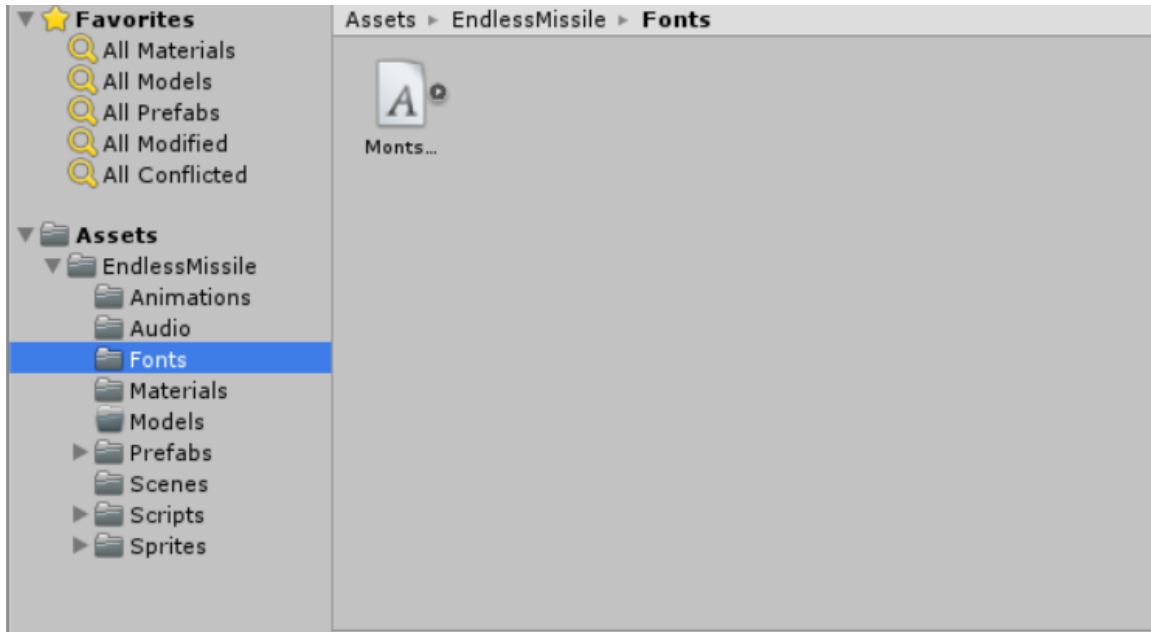 Favorites
All Materials
All Models
All Prefabs
All Modified
All Conflicted
Assets
EndlessMissile
Animations
Audio
Fonts
Materials
Models
Prefabs
Scenes
Scripts
Sprites
Assets ▸ EndlessMissile ▸ Fonts
Monts...